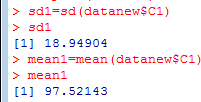 > sd1=sd(datanew$C1)
> sd1
[1] 18.94904
> mean1=mean(datanew$C1)
> mean1
[1] 97.52143